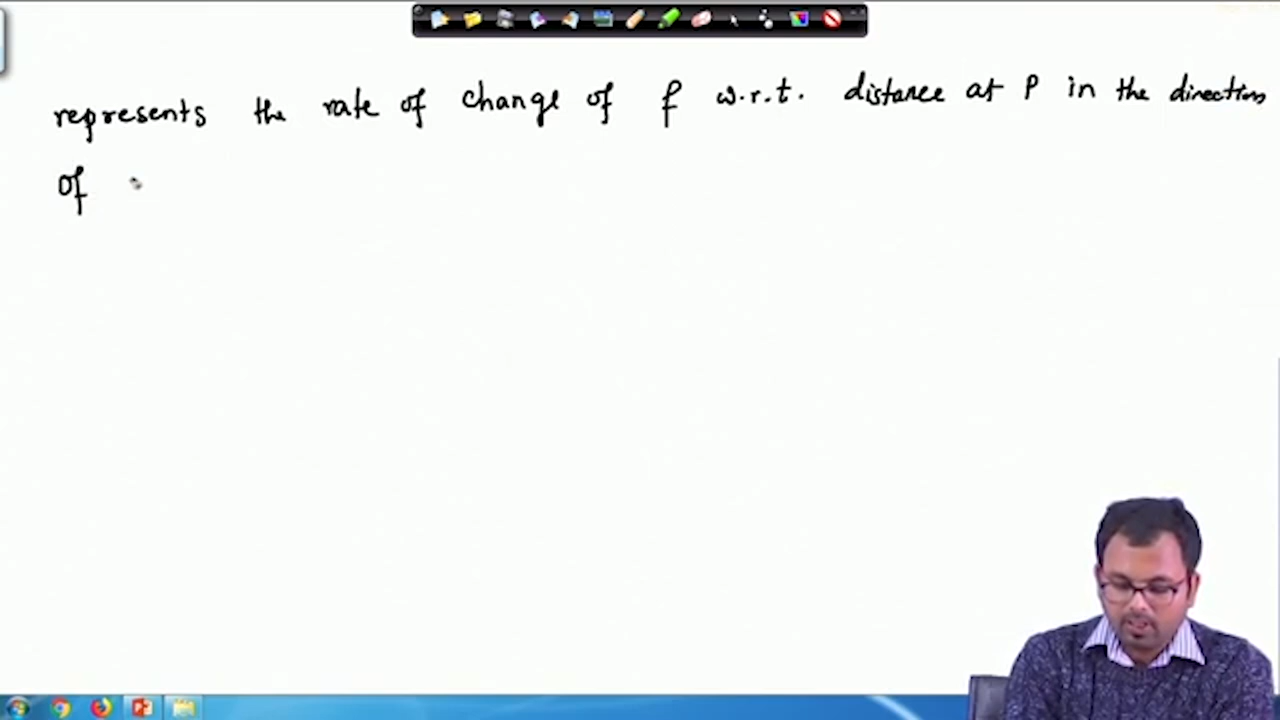 represents the rate of change of f w.r.t. distance at P in the direction
of